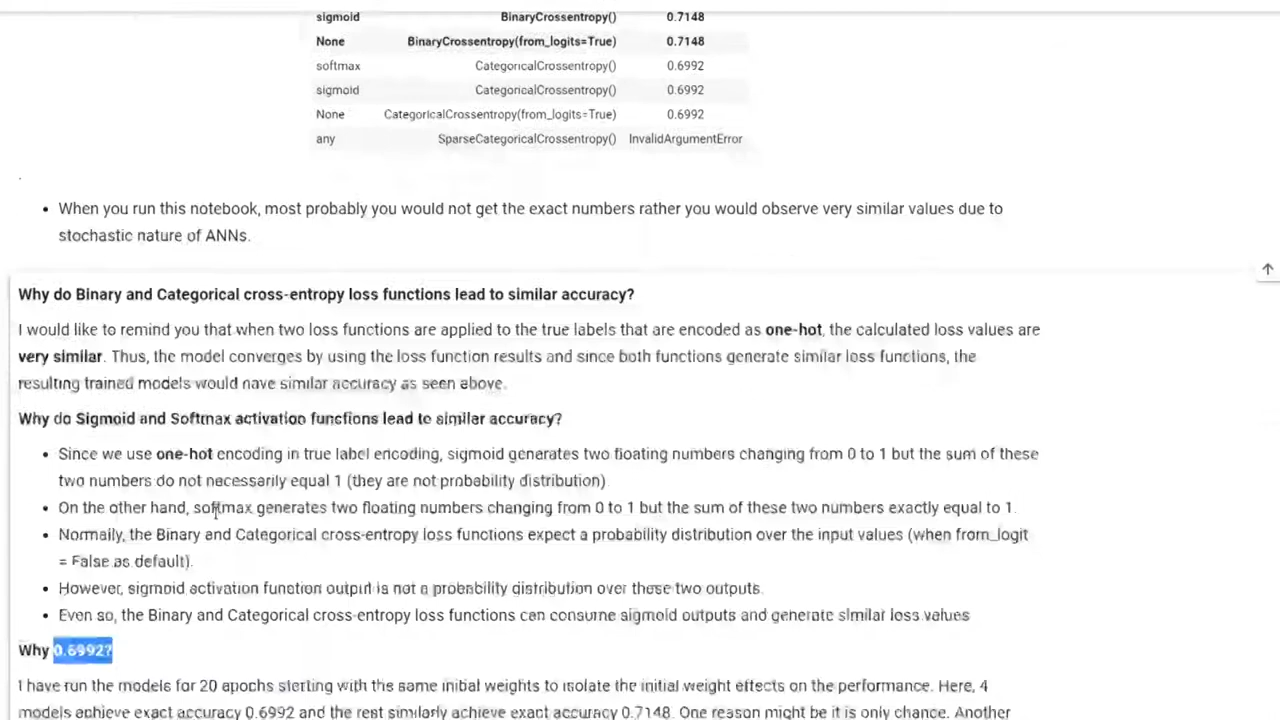 sigmoid BinaryCrossentropy() 0.7148
None BinaryCrossentropy(from_logits=True) 0.7148
softmax CategoricalCrossentropy() 0.6992
sigmoid CategoricalCrossentropy() 0.6992
None CategoricalCrossentropy(from_logits=True) 0.6992
any SparseCategoricalCrossentropy() InvalidArgumentError
.
• When you run this notebook, most probably you would not get the exact numbers rather you would observe very similar values due to
stochastic nature of ANNs.
Why do Binary and Categorical cross-entropy loss functions lead to similar accuracy?
I would like to remind you that when two loss functions are applied to the true labels that are encoded as one-hot, the calculated loss values are
very similar. Thus, the model converges by using the loss function results and since both functions generate similar loss functions, the
resulting trained models would have similar accuracy as seen above.
Why do Sigmoid and Softmax activation functions lead to similar accuracy?
• Since we use one-hot encoding in true label encoding, sigmoid generates two floating numbers changing from 0 to 1 but the sum of these
two numbers do not necessarily equal 1 (they are not probability distribution).
• On the other hand, softmax generates two floating numbers changing from 0 to 1 but the sum of these two numbers exactly equal to 1.
• Normally, the Binary and Categorical cross-entropy loss functions expect a probability distribution over the input values (when from_logit
= False as default).
• However, sigmoid activation function output is not a probability distribution over these two outputs.
• Even so, the Binary and Categorical cross-entropy loss functions can consume sigmoid outputs and generate similar loss values
Why 0.6992?
I have run the models for 20 epochs starting with the same initial weights to isolate the initial weight effects on the performance. Here, 4
models achieve exact accuracy 0.6992 and the rest similarly achieve exact accuracy 0.7148. One reason might be it is only chance. Another